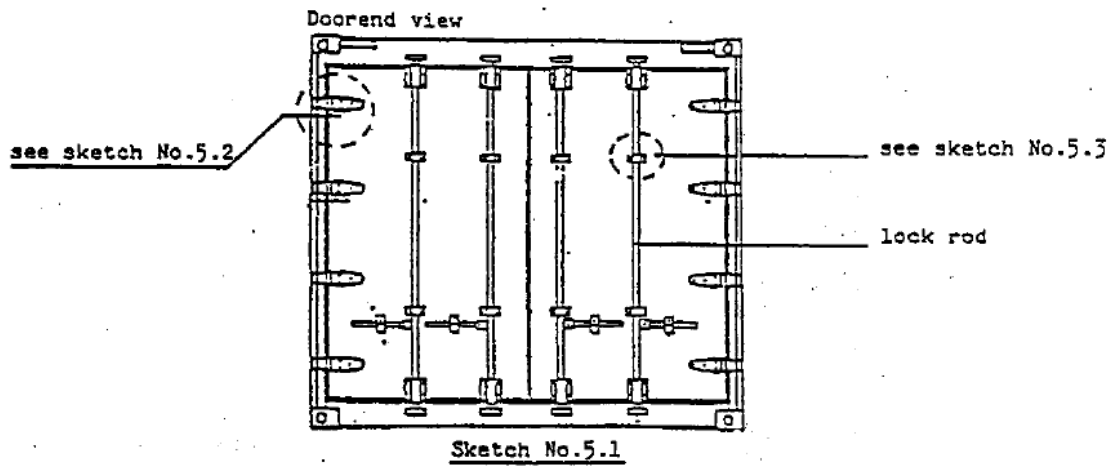 Doorend view
see sketch No.5.2
see sketch No.5.3
lock rod
Sketch No.5.1